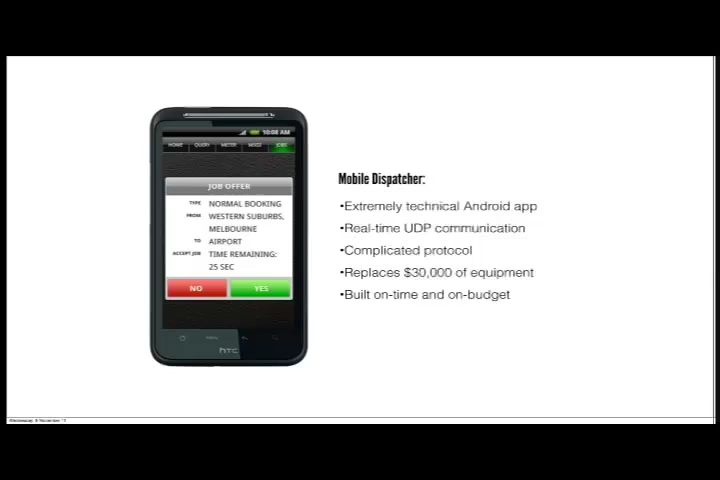 10:08 AM
HOME QUERY METER MSGS JOBS
JOB OFFER
TYPE NORMAL BOOKING
FROM WESTERN SUBURBS,
MELBOURNE
TO AIRPORT
ACCEPT JOB TIME REMAINING:
25 SEC
NO YES
hTC
Mobile Dispatcher:
•Extremely technical Android app
•Real-time UDP communication
•Complicated protocol
•Replaces $30,000 of equipment
•Built on-time and on-budget